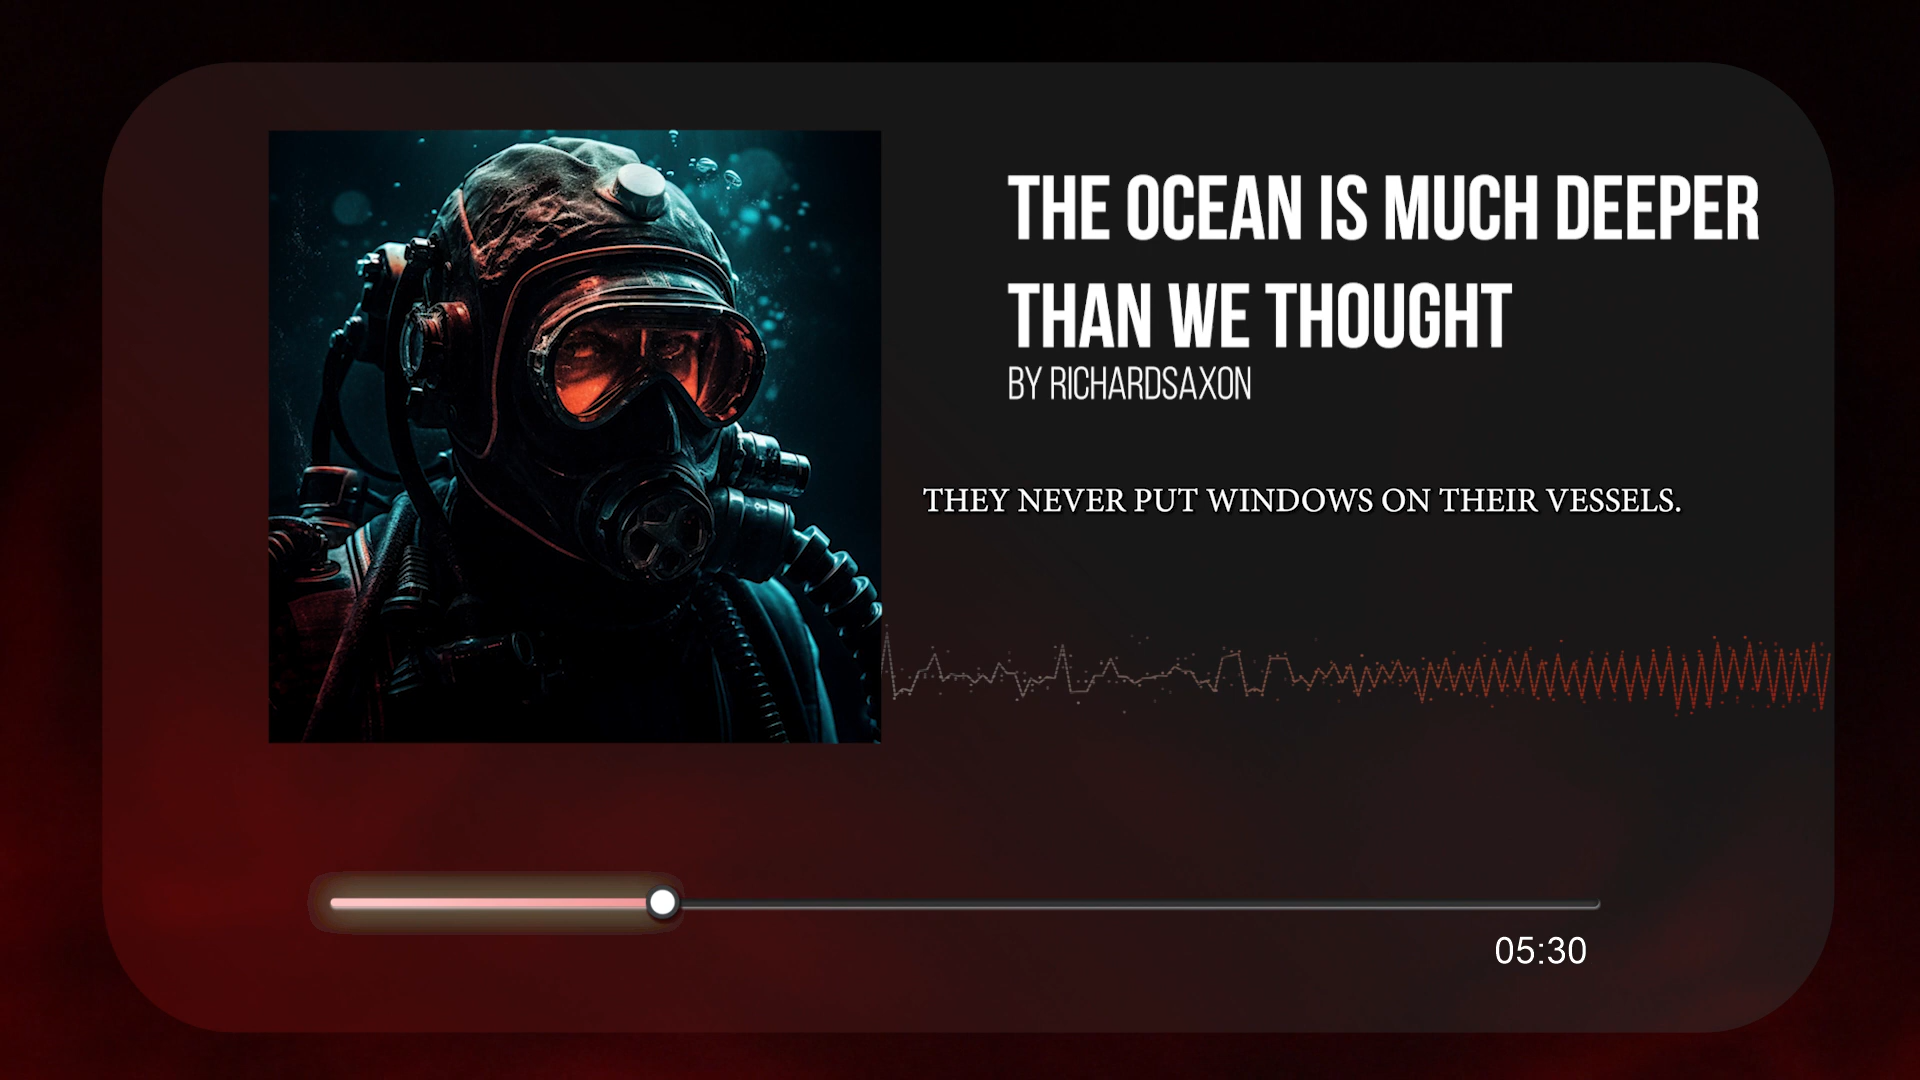 THE OCEAN IS MUCH DEEPER
THAN WE THOUGHT
BY RICHARDSAXON
THEY NEVER PUT WINDOWS ON THEIR VESSELS.
05:30